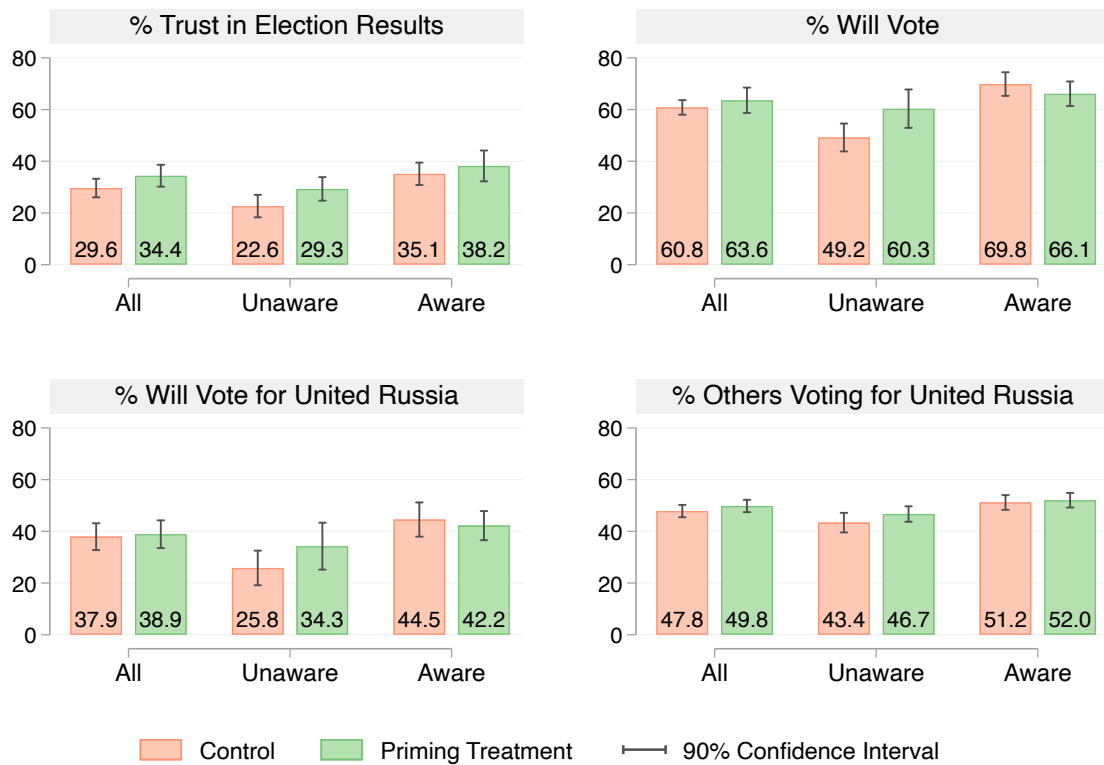 % Trust in Election Results
80
60
40
20
0
29.6 34.4 22.6 29.3 35.1 38.2
All Unaware Aware
% Will Vote
80
60
40
20
0
60.8 63.6 49.2 60.3 69.8 66.1
All Unaware Aware
% Will Vote for United Russia
80
60
40
20
0
37.9 38.9 25.8 34.3 44.5 42.2
All Unaware Aware
% Others Voting for United Russia
80
60
40
20
0
47.8 49.8 43.4 46.7 51.2 52.0
All Unaware Aware
Control Priming Treatment 90% Confidence Interval